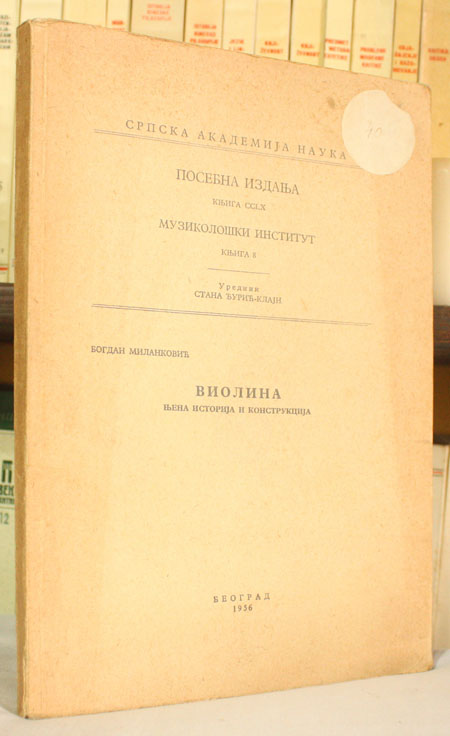 СРПСКА АКАДЕМИЈА НАУКА
ПОСЕБНА ИЗДАЊА
КЊИГА CCLX
МУЗИКОЛОШКИ ИНСТИТУТ
КЊИГА 8
Уредник
СТАНА ЂУРИЋ-КЛАЈН
БОГДАН МИЛАНКОВИЋ
ВИОЛИНА
ЊЕНА ИСТОРИЈА И КОНСТРУКЦИЈА
БЕОГРАД
1956
12